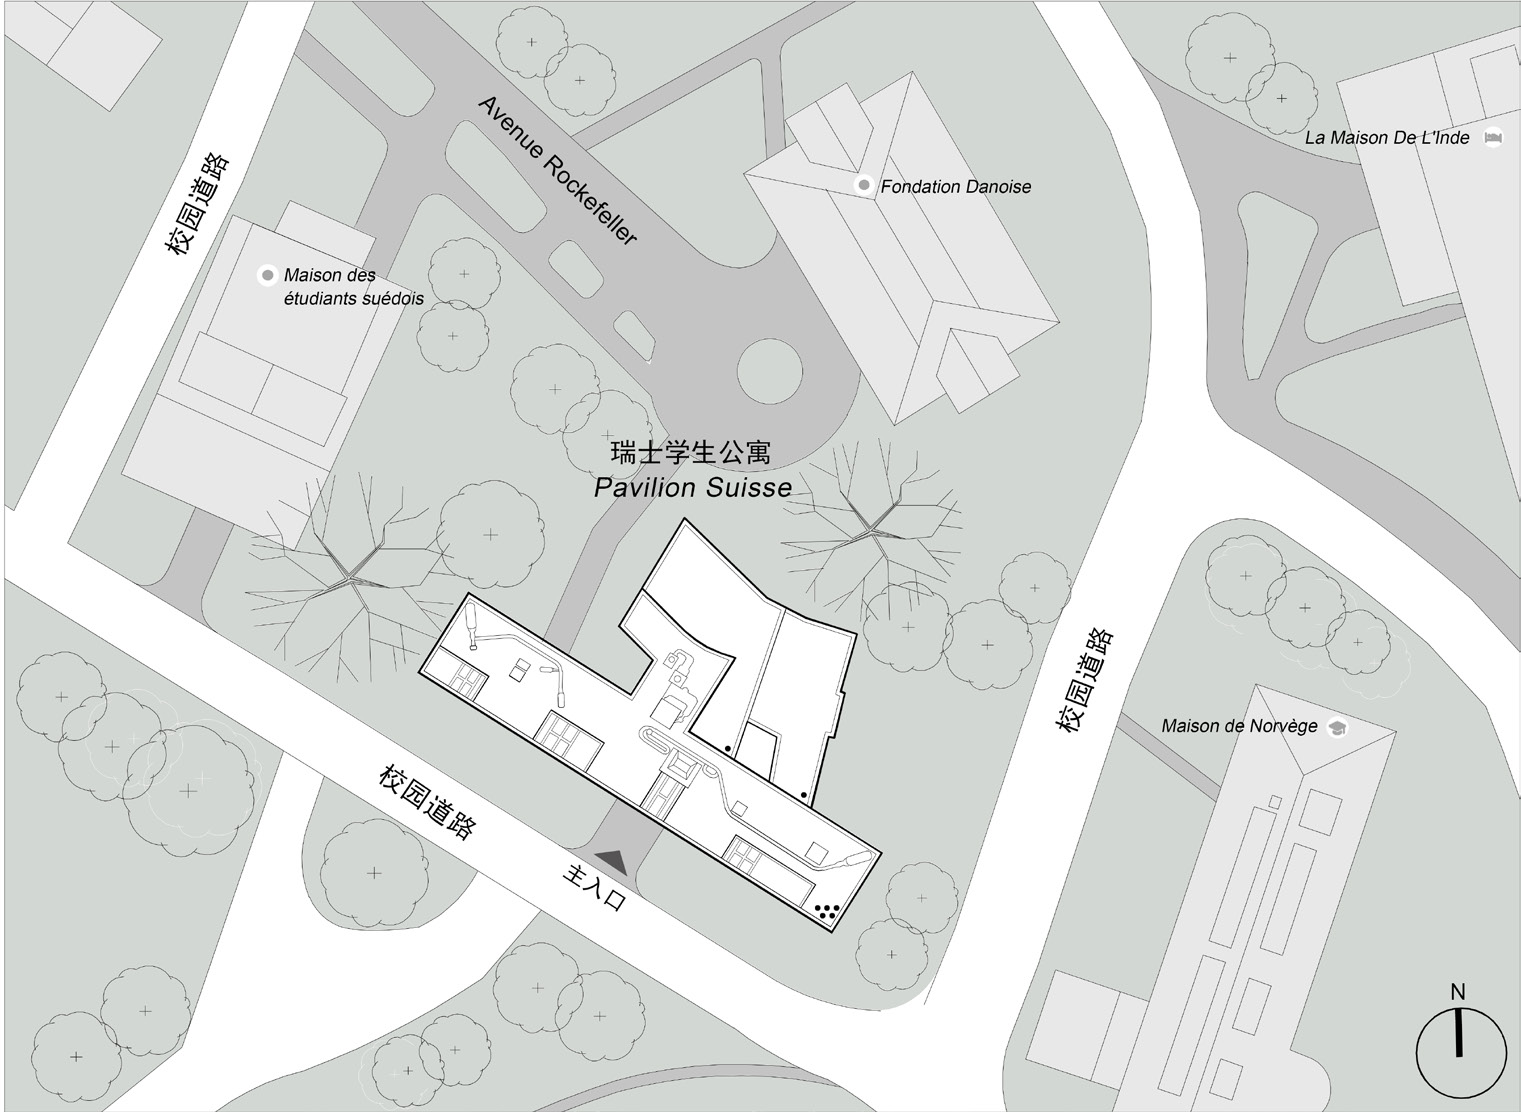 Avenue Rockefeller
La Maison De L'Inde
校园道路
Fondation Danoise
Maison des
étudiants suédois
瑞士学生公寓
Pavilion Suisse
校园道路
Maison de Norvège
校园道路
主入口
N